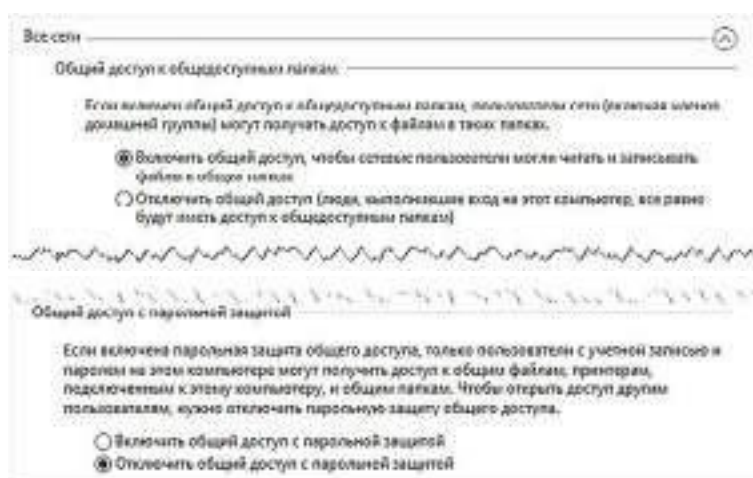 Все сети
Общий доступ к общедоступным папкам
Если включен общий доступ к общедоступным папкам, пользователи сети (включая членов
домашней группы) могут получать доступ к файлам в таких папках.
Включить общий доступ, чтобы сетевые пользователи могли читать и записывать
файлы в общих папках
Отключить общий доступ (люди, выполнившие вход на этот компьютер, все равно
будут иметь доступ к общедоступным папкам)
Общий доступ с парольной защитой
Если включена парольная защита общего доступа, только пользователи с учетной записью и
паролем на этом компьютере могут получить доступ к общим файлам, принтерам,
подключенным к этому компьютеру, и общим папкам. Чтобы открыть доступ другим
пользователям, нужно отключить парольную защиту общего доступа.
Включить общий доступ с парольной защитой
Отключить общий доступ с парольной защитой